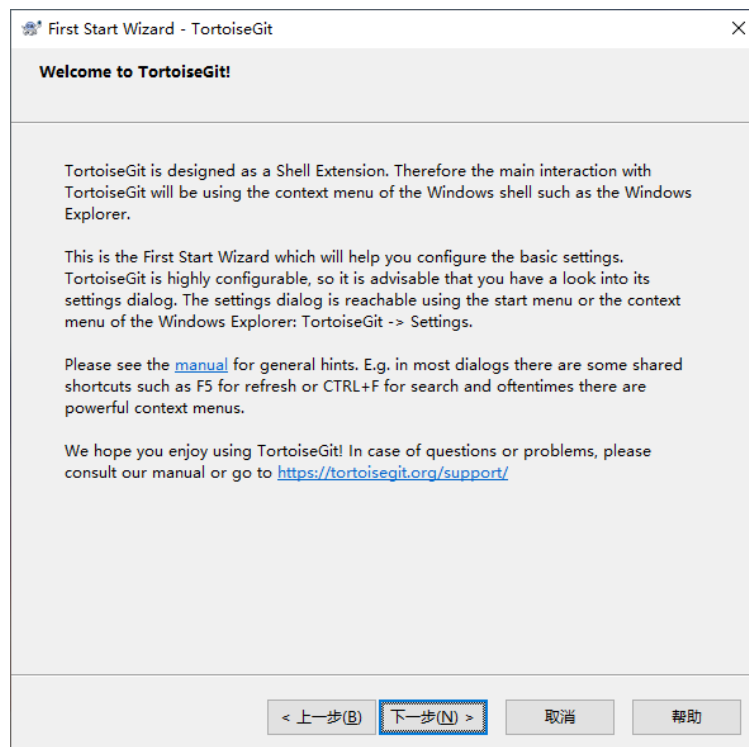 First Start Wizard - TortoiseGit
Welcome to TortoiseGit!
TortoiseGit is designed as a Shell Extension. Therefore the main interaction with
TortoiseGit will be using the context menu of the Windows shell such as the Windows
Explorer.
This is the First Start Wizard which will help you configure the basic settings.
TortoiseGit is highly configurable, so it is advisable that you have a look into its
settings dialog. The settings dialog is reachable using the start menu or the context
menu of the Windows Explorer: TortoiseGit -> Settings.
Please see the manual for general hints. E.g. in most dialogs there are some shared
shortcuts such as F5 for refresh or CTRL+F for search and oftentimes there are
powerful context menus.
We hope you enjoy using TortoiseGit! In case of questions or problems, please
consult our manual or go to https://tortoisegit.org/support/
< 上一步(B) 下一步(N) > 取消 帮助